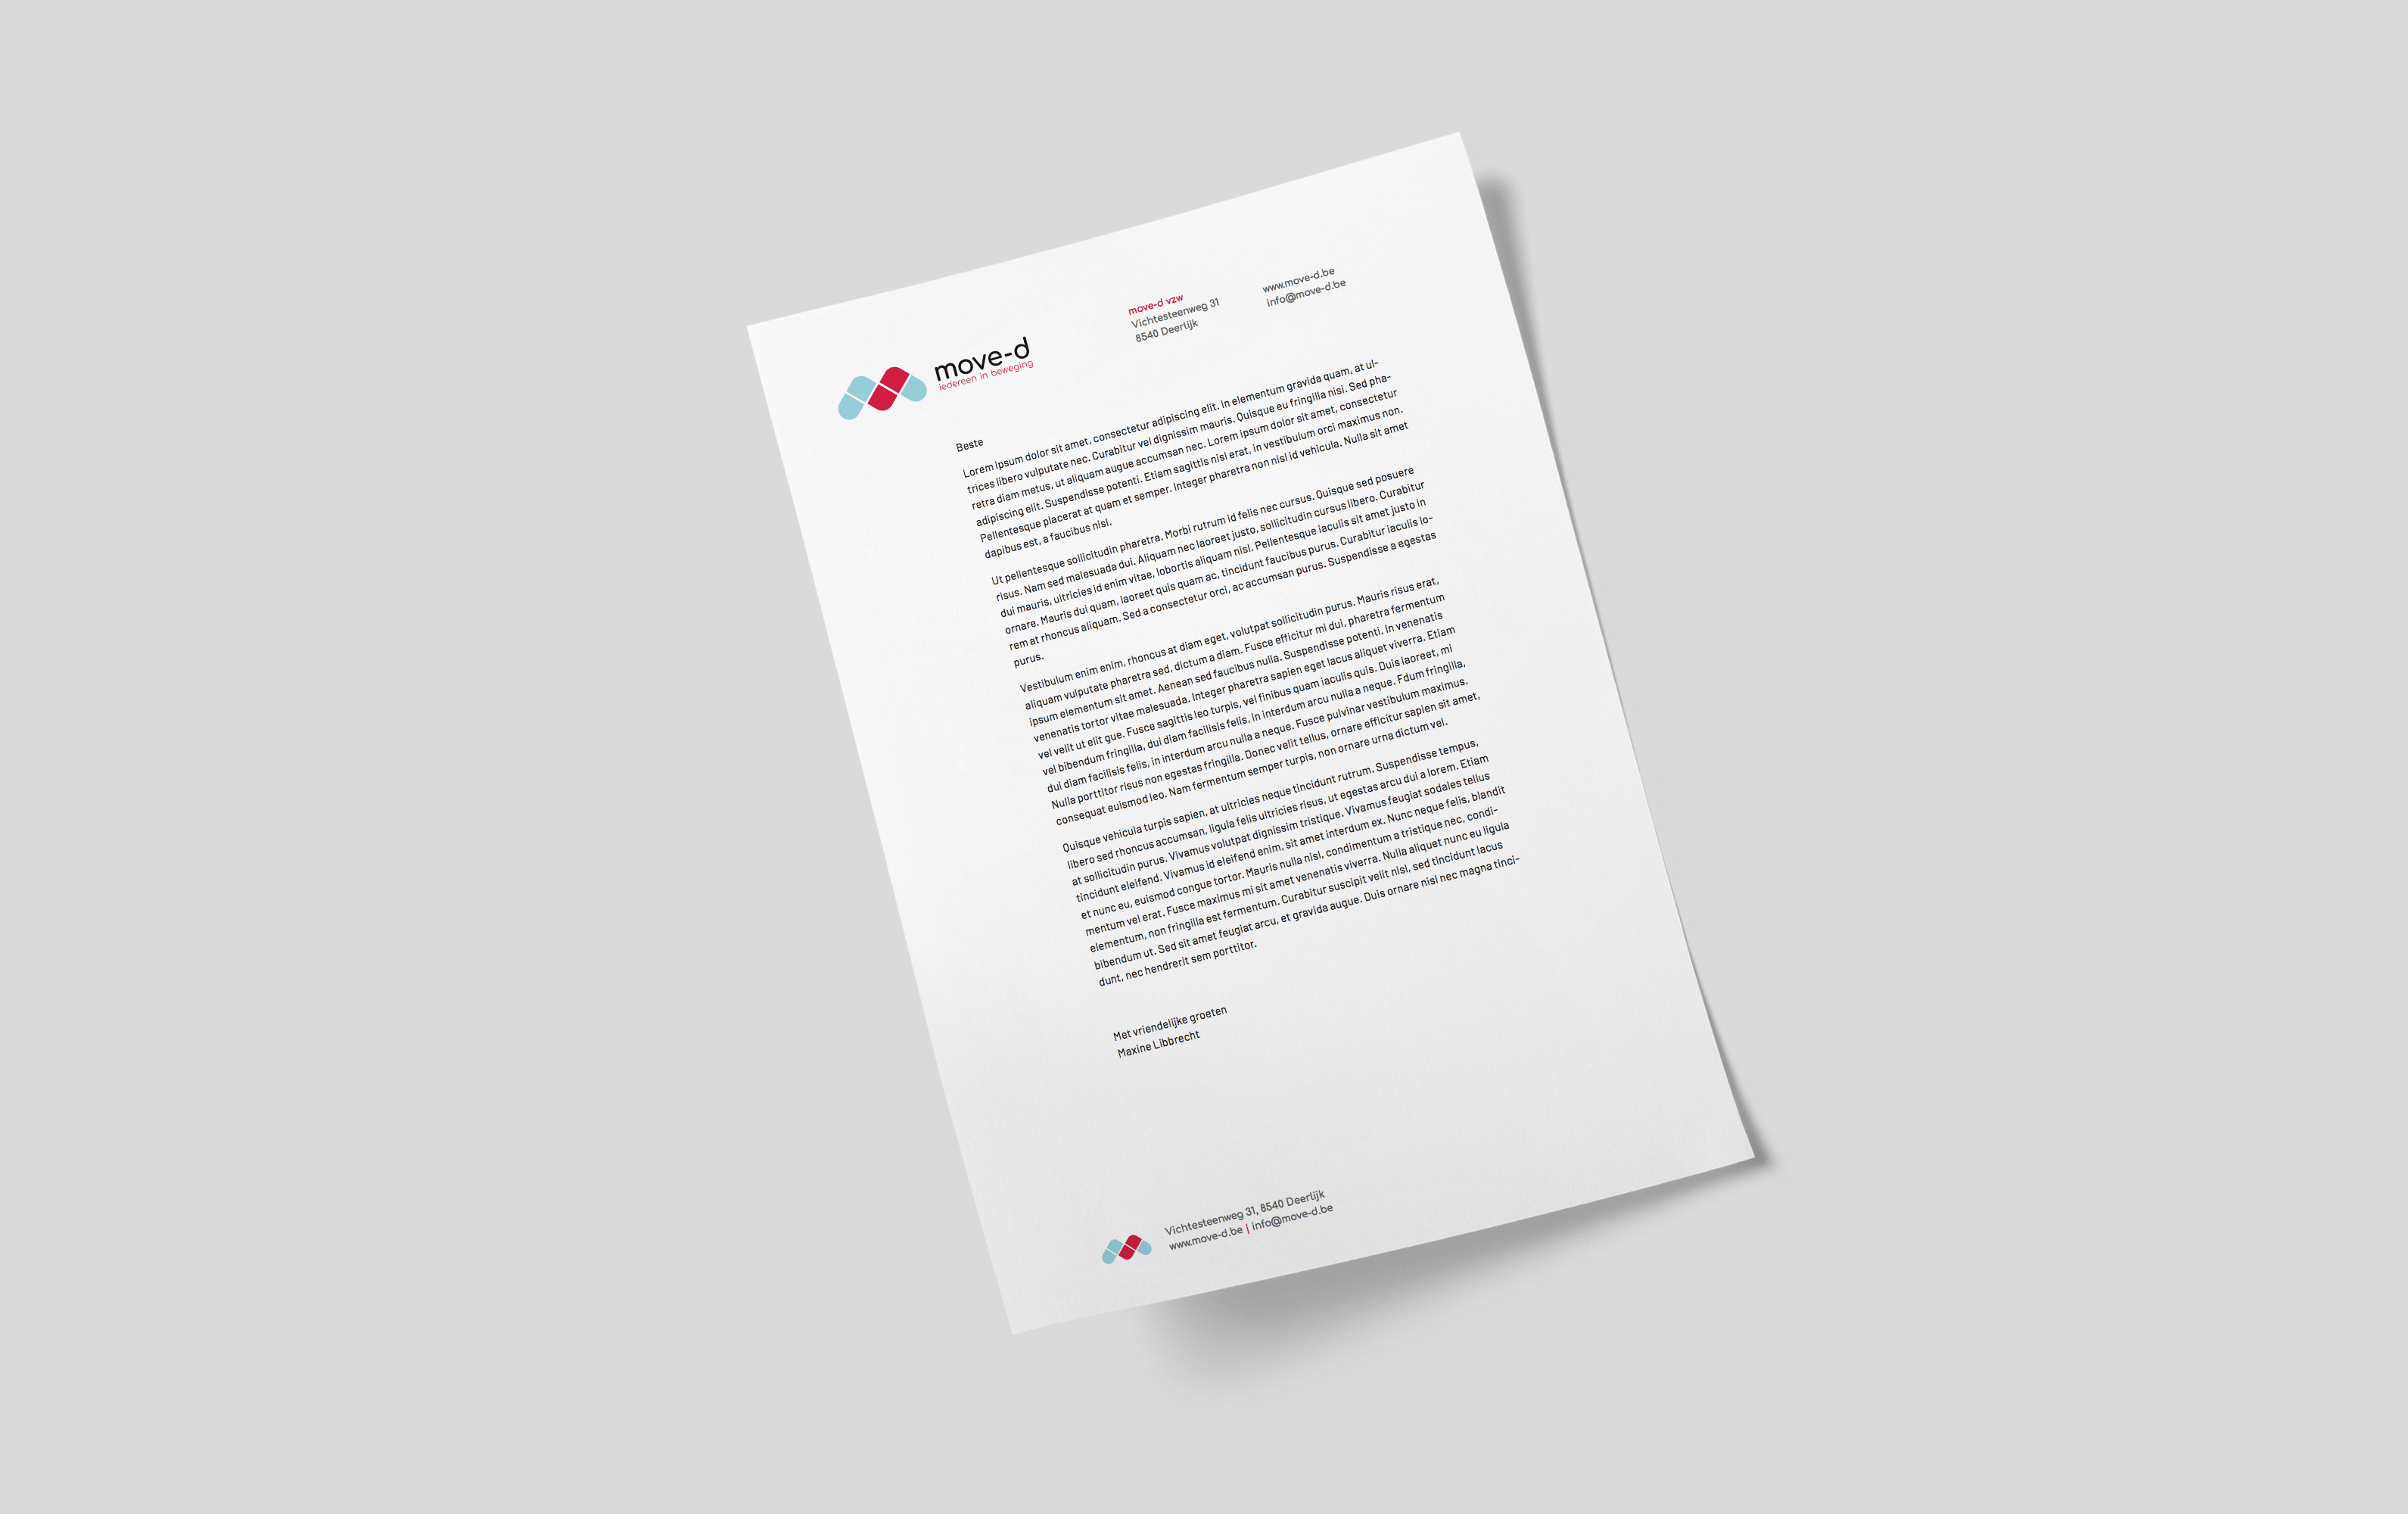 move-d
iedereen in beweging
move-d vzw
Vichtesteenweg 31
8540 Deerlijk
www.move-d.be
info@move-d.be
Beste
Lorem ipsum dolor sit amet, consectetur adipiscing elit. In elementum gravida quam, at ul-
trices libero vulputate nec. Curabitur vel dignissim mauris. Quisque eu fringilla nisi. Sed pha-
retra diam metus, ut aliquam augue accumsan nec. Lorem ipsum dolor sit amet, consectetur
adipiscing elit. Suspendisse potenti. Etiam sagittis nisl erat, in vestibulum orci maximus non.
Pellentesque placerat at quam et semper. Integer pharetra non nisl id vehicula. Nulla sit amet
dapibus est, a faucibus nisl.
Ut pellentesque sollicitudin pharetra. Morbi rutrum id felis nec cursus. Quisque sed posuere
risus. Nam sed malesuada dui. Aliquam nec laoreet justo, sollicitudin cursus libero. Curabitur
dui mauris, ultricies id enim vitae, lobortis aliquam nisl. Pellentesque iaculis sit amet justo in
ornare. Mauris dui quam, laoreet quis quam ac, tincidunt faucibus purus. Curabitur iaculis lo-
rem at rhoncus aliquam. Sed a consectetur orci, ac accumsan purus. Suspendisse a egestas
purus.
Vestibulum enim enim, rhoncus at diam eget, volutpat sollicitudin purus. Mauris risus erat,
aliquam vulputate pharetra sed, dictum a diam. Fusce efficitur mi dui, pharetra fermentum
ipsum elementum sit amet. Aenean sed faucibus nulla. Suspendisse potenti. In venenatis
venenatis tortor vitae malesuada. Integer pharetra sapien eget lacus aliquet viverra. Etiam
vel velit ut elit gue. Fusce sagittis leo turpis, vel finibus quam iaculis quis. Duis laoreet, mi
vel bibendum fringilla, dui diam facilisis felis, in interdum arcu nulla a neque. Fdum fringilla,
dui diam facilisis felis, in interdum arcu nulla a neque. Fusce pulvinar vestibulum maximus.
Nulla porttitor risus non egestas fringilla. Donec velit tellus, ornare efficitur sapien sit amet,
consequat euismod leo. Nam fermentum semper turpis, non ornare urna dictum vel.
Quisque vehicula turpis sapien, at ultricies neque tincidunt rutrum. Suspendisse tempus,
libero sed rhoncus accumsan, ligula felis ultricies risus, ut egestas arcu dui a lorem. Etiam
at sollicitudin purus. Vivamus volutpat dignissim tristique. Vivamus feugiat sodales tellus
tincidunt eleifend. Vivamus id eleifend enim, sit amet interdum ex. Nunc neque felis, blandit
et nunc eu, euismod congue tortor. Mauris nulla nisl, condimentum a tristique nec, condi-
mentum vel erat. Fusce maximus mi sit amet venenatis viverra. Nulla aliquet nunc eu ligula
elementum, non fringilla est fermentum. Curabitur suscipit velit nisl, sed tincidunt lacus
bibendum ut. Sed sit amet feugiat arcu, et gravida augue. Duis ornare nisl nec magna tinci-
dunt, nec hendrerit sem porttitor.
Met vriendelijke groeten
Maxine Libbrecht
Vichtesteenweg 31, 8540 Deerlijk
www.move-d.be | info@move-d.be